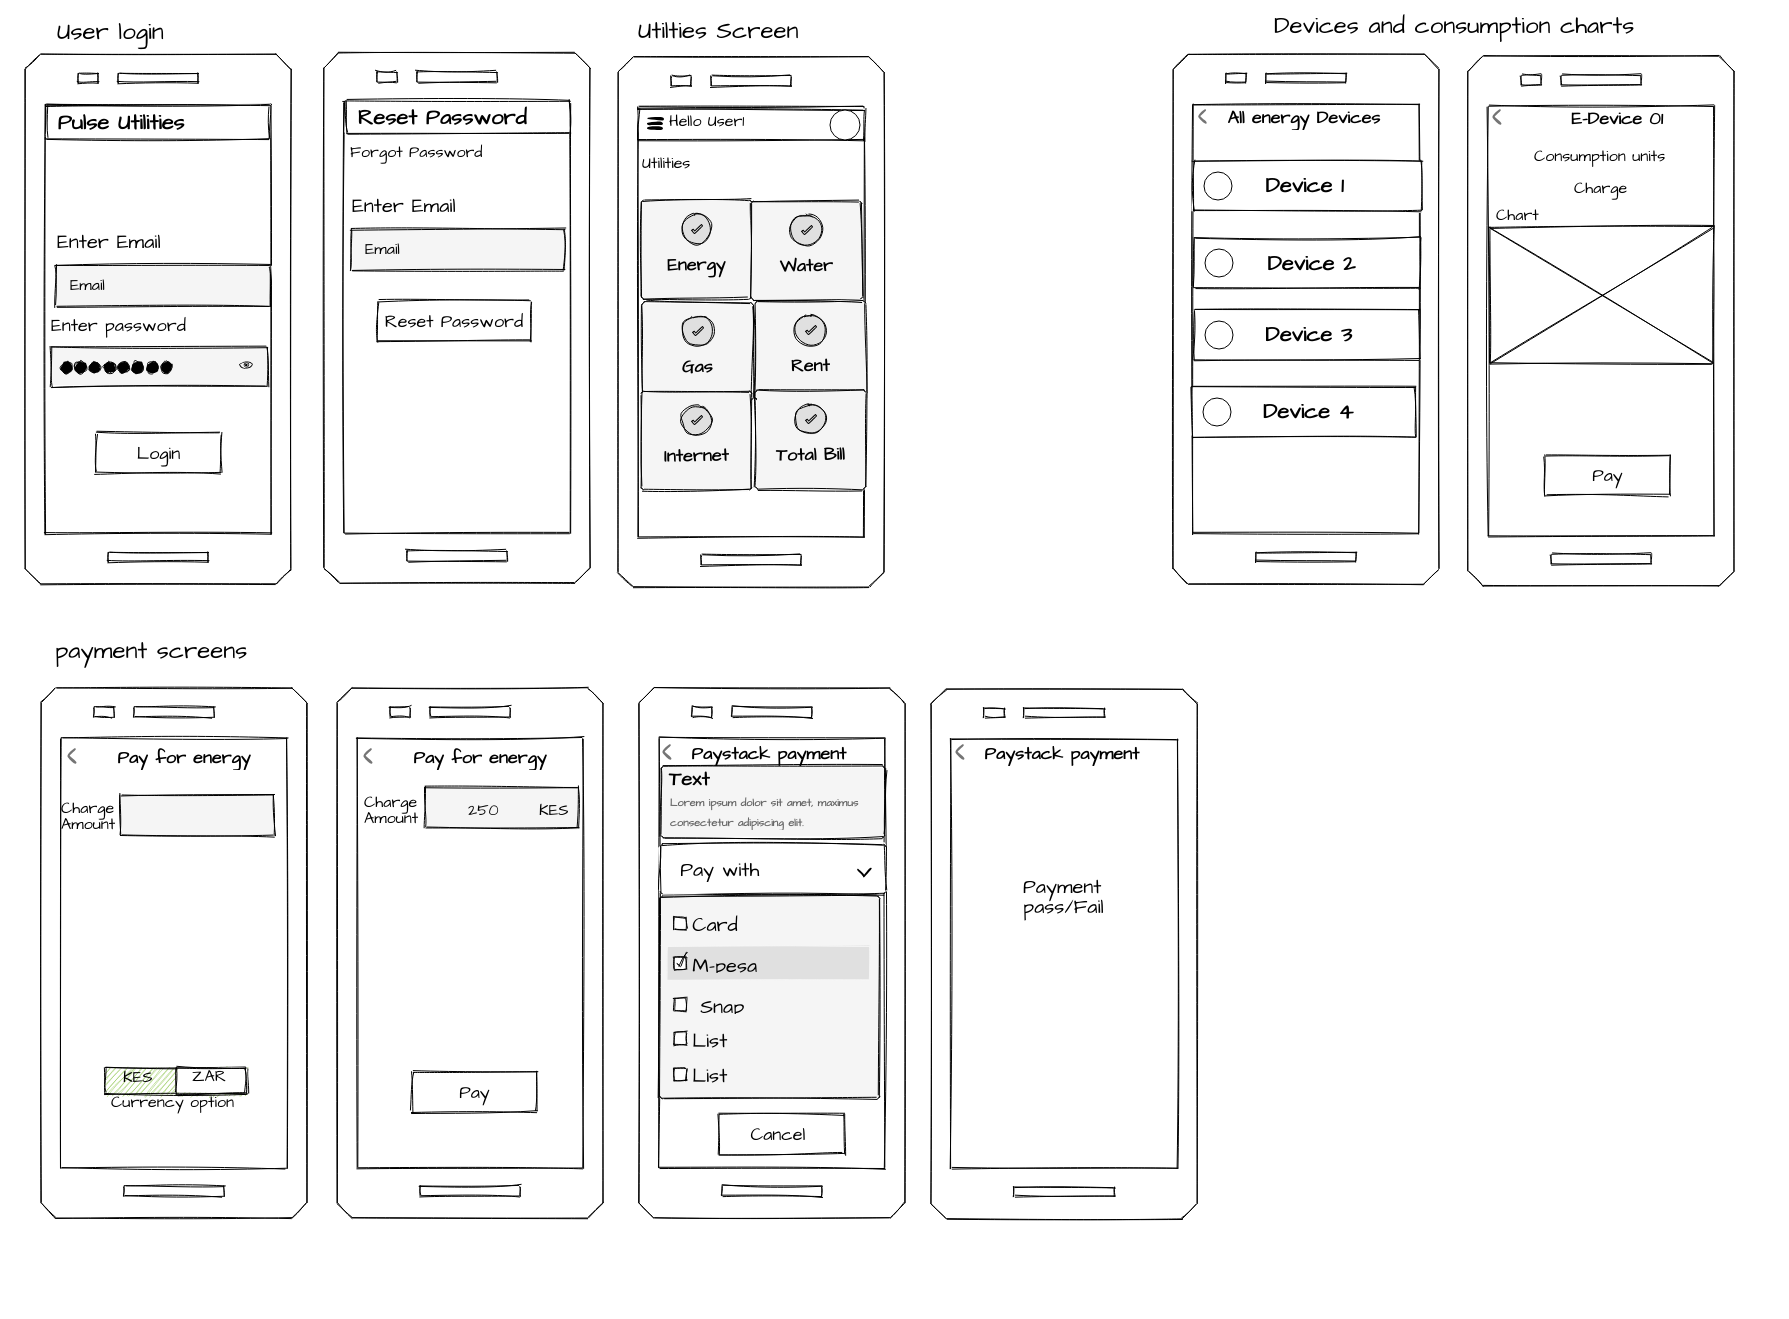 User login
Pulse Utilities
Enter Email
Email
Enter password
Login
Reset Password
Forgot Password
Enter Email
Email
Reset Password
Utilties Screen
Hello User!
Utilities
Energy
Water
Gas
Rent
Internet
Total Bill
Devices and consumption charts
All energy Devices
Device 1
Device 2
Device 3
Device 4
E-Device 01
Consumption units
Charge
Chart
Pay
payment screens
Pay for energy
Charge
Amount
KES
ZAR
Currency option
Pay for energy
Charge
Amount
250
KES
Pay
Paystack payment
Text
Lorem ipsum dolor sit amet, maximus
consectetur adipiscing elit.
Pay with
Card
M-pesa
Snap
List
List
Cancel
Paystack payment
Payment
pass/Fail